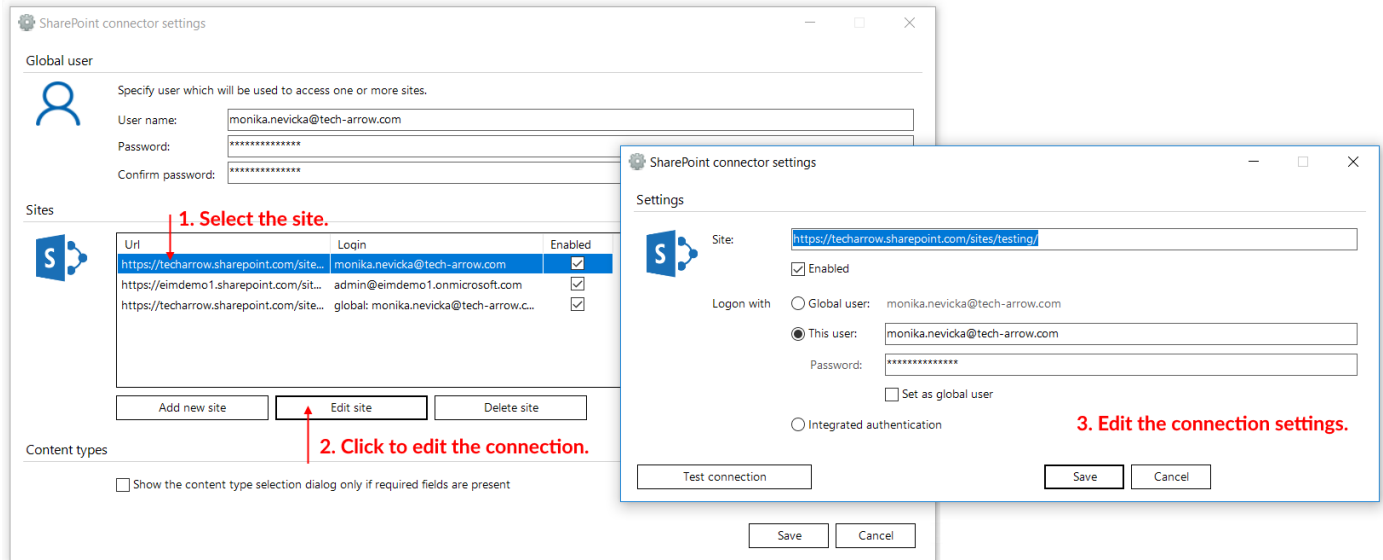 SharePoint connector settings
Global user
Specify user which will be used to access one or more sites.
User name: monika.nevicka@tech-arrow.com
Password: **************
Confirm password: **************
Sites
1. Select the site.
Url Login Enabled
https://techarrow.sharepoint.com/site... monika.nevicka@tech-arrow.com
https://eimdemo1.sharepoint.com/sit... admin@eimdemo1.onmicrosoft.com
https://techarrow.sharepoint.com/site... global: monika.nevicka@tech-arrow.c...
Add new site Edit site Delete site
2. Click to edit the connection.
Content types
Show the content type selection dialog only if required fields are present
Save Cancel
SharePoint connector settings
Settings
S
Site: https://techarrow.sharepoint.com/sites/testing/
Enabled
Logon with Global user: monika.nevicka@tech-arrow.com
This user: monika.nevicka@tech-arrow.com
Password: **************
Set as global user
Integrated authentication
3. Edit the connection settings.
Test connection Save Cancel
S